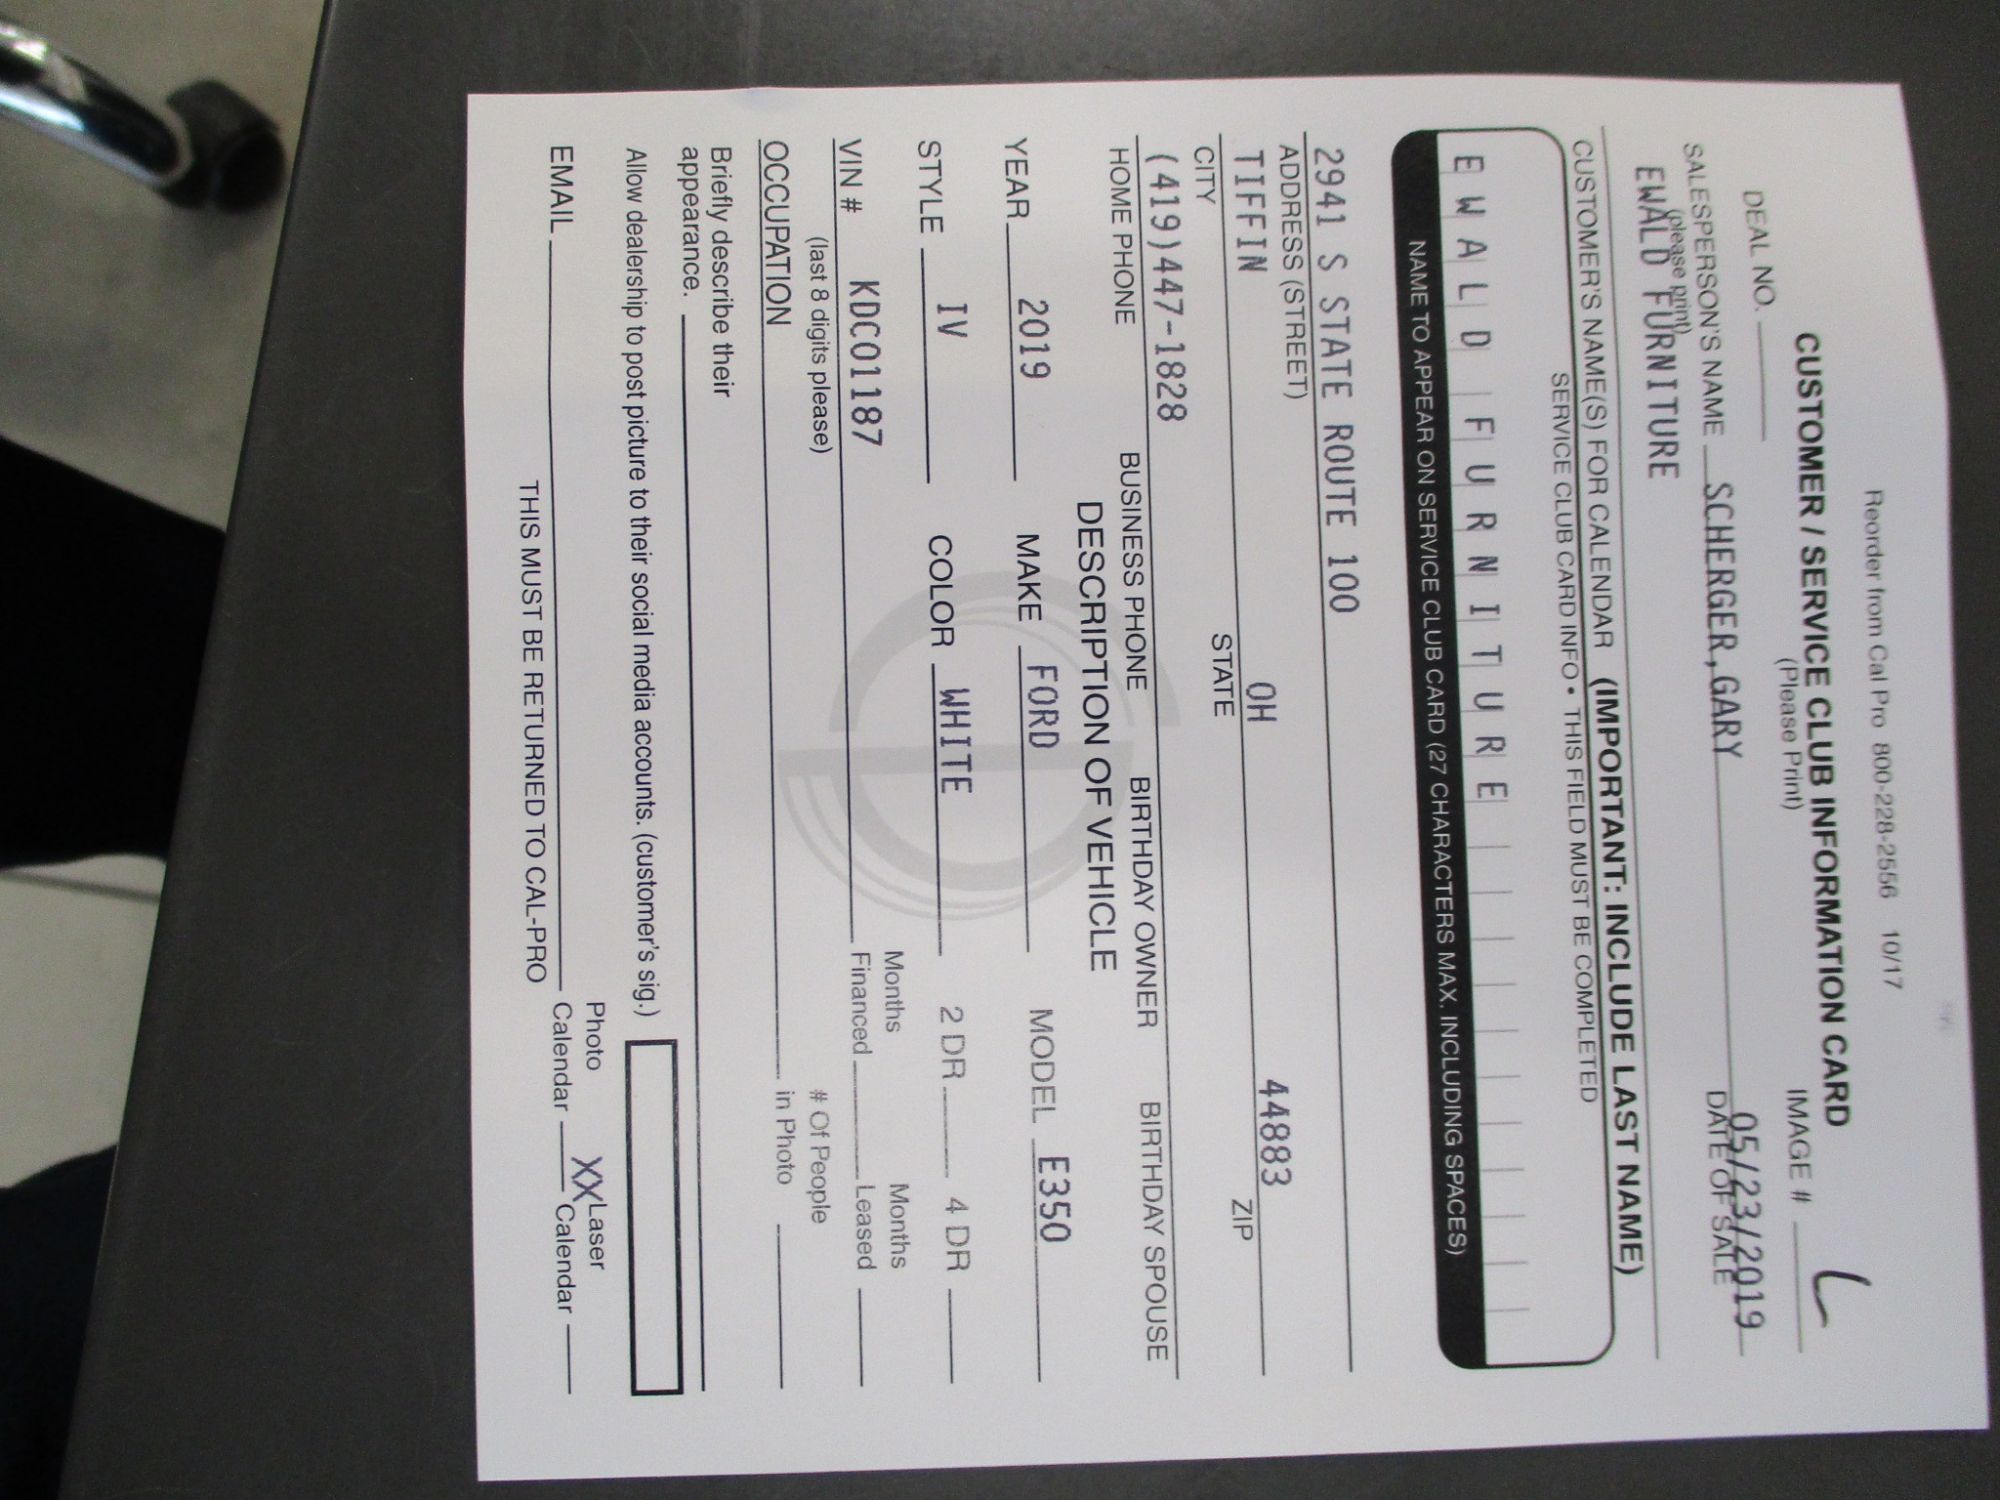 Reorder from Cal Pro 800-228-2556 10/17
CUSTOMER / SERVICE CLUB INFORMATION CARD
(Please Print)
DEAL NO. IMAGE #
SALESPERSON'S NAME SCHERGER,GARY 05/23/2019
(please print) DATE OF SALE
EWALD FURNITURE
CUSTOMER'S NAME(S) FOR CALENDAR (IMPORTANT: INCLUDE LAST NAME)
SERVICE CLUB CARD INFO • THIS FIELD MUST BE COMPLETED
EWALD FURNITURE
NAME TO APPEAR ON SERVICE CLUB CARD (27 CHARACTERS MAX. INCLUDING SPACES)
2941 S STATE ROUTE 100
ADDRESS (STREET)
TIFFIN OH 44883
CITY STATE ZIP
(419)447-1828
HOME PHONE BUSINESS PHONE BIRTHDAY OWNER BIRTHDAY SPOUSE
DESCRIPTION OF VEHICLE
YEAR 2019 MAKE FORD MODEL E350
STYLE IV COLOR WHITE 2 DR. 4 DR
Months Months
VIN # KDC01187 Financed Leased
(last 8 digits please) # Of People
OCCUPATION in Photo
Briefly describe their
appearance.
Allow dealership to post picture to their social media accounts. (customer's sig.)
Photo XX Laser
EMAIL Calendar Calendar
THIS MUST BE RETURNED TO CAL-PRO